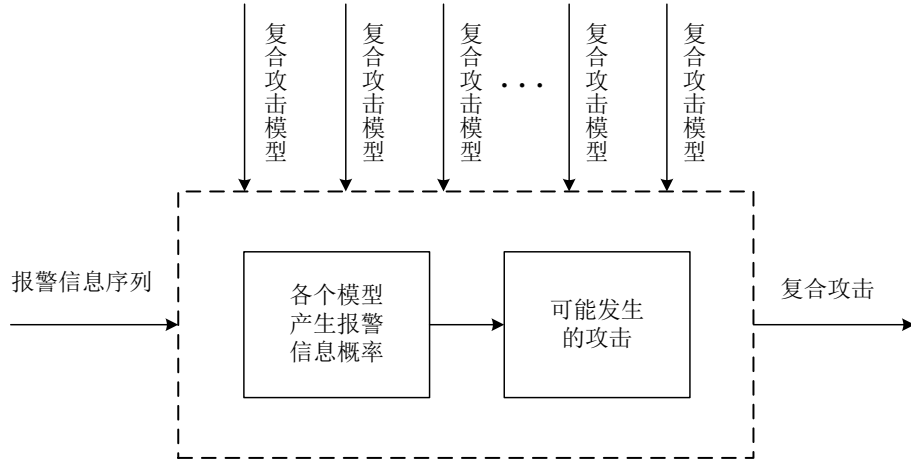 复合攻击模型
复合攻击模型
复合攻击模型
...
复合攻击模型
复合攻击模型
报警信息序列
各个模型
产生报警
信息概率
可能发生
的攻击
复合攻击